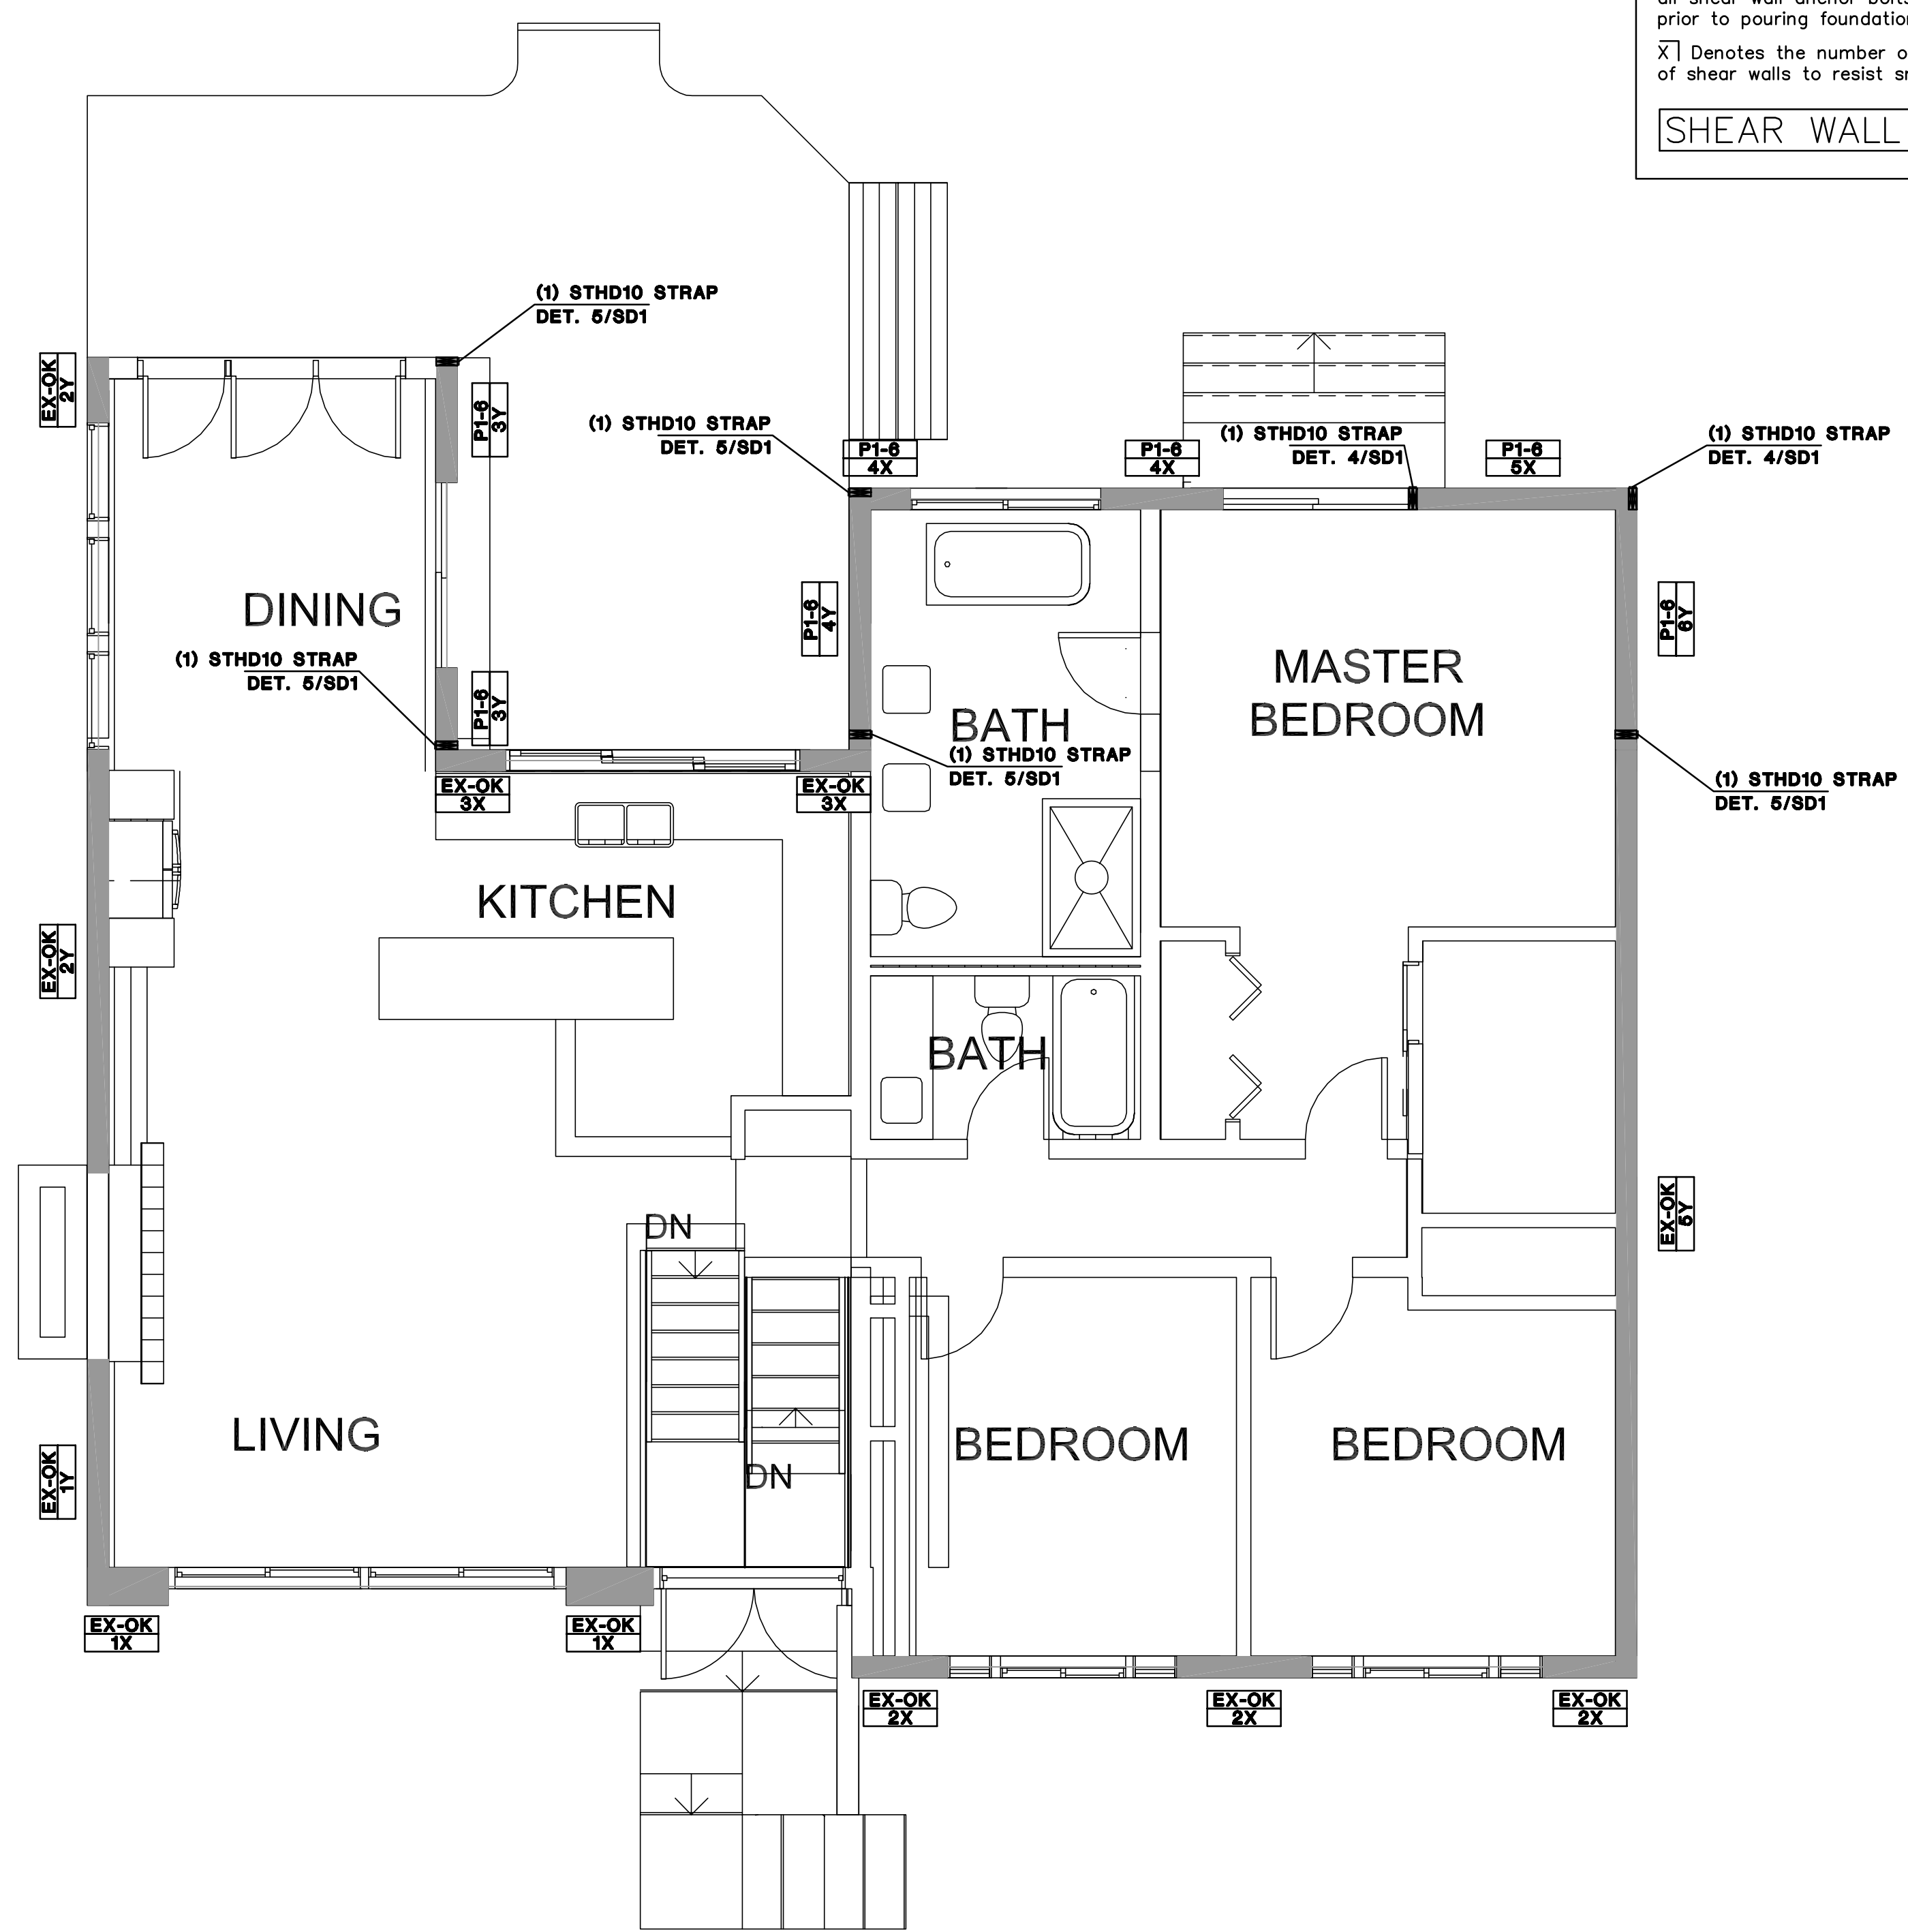 prior to pouring foundation
X Denotes the number o
of shear walls to resist s
SHEAR WALL
(1) STHD10 STRAP
DET. 5/SD1
EX-OK
2Y
P1-6
3Y
(1) STHD10 STRAP
DET. 5/SD1
P1-6
4X
P1-6
4X
(1) STHD10 STRAP
DET. 4/SD1
P1-6
5X
(1) STHD10 STRAP
DET. 4/SD1
DINING
P1-6
4Y
P1-6
6Y
(1) STHD10 STRAP
DET. 5/SD1
P1-6
3Y
MASTER
BEDROOM
BATH
(1) STHD10 STRAP
DET. 5/SD1
(1) STHD10 STRAP
DET. 5/SD1
EX-OK
3X
EX-OK
3X
KITCHEN
EX-OK
2Y
BATH
EX-OK
5Y
DN
LIVING
BEDROOM
BEDROOM
EX-OK
1Y
DN
EX-OK
1X
EX-OK
1X
EX-OK
2X
EX-OK
2X
EX-OK
2X